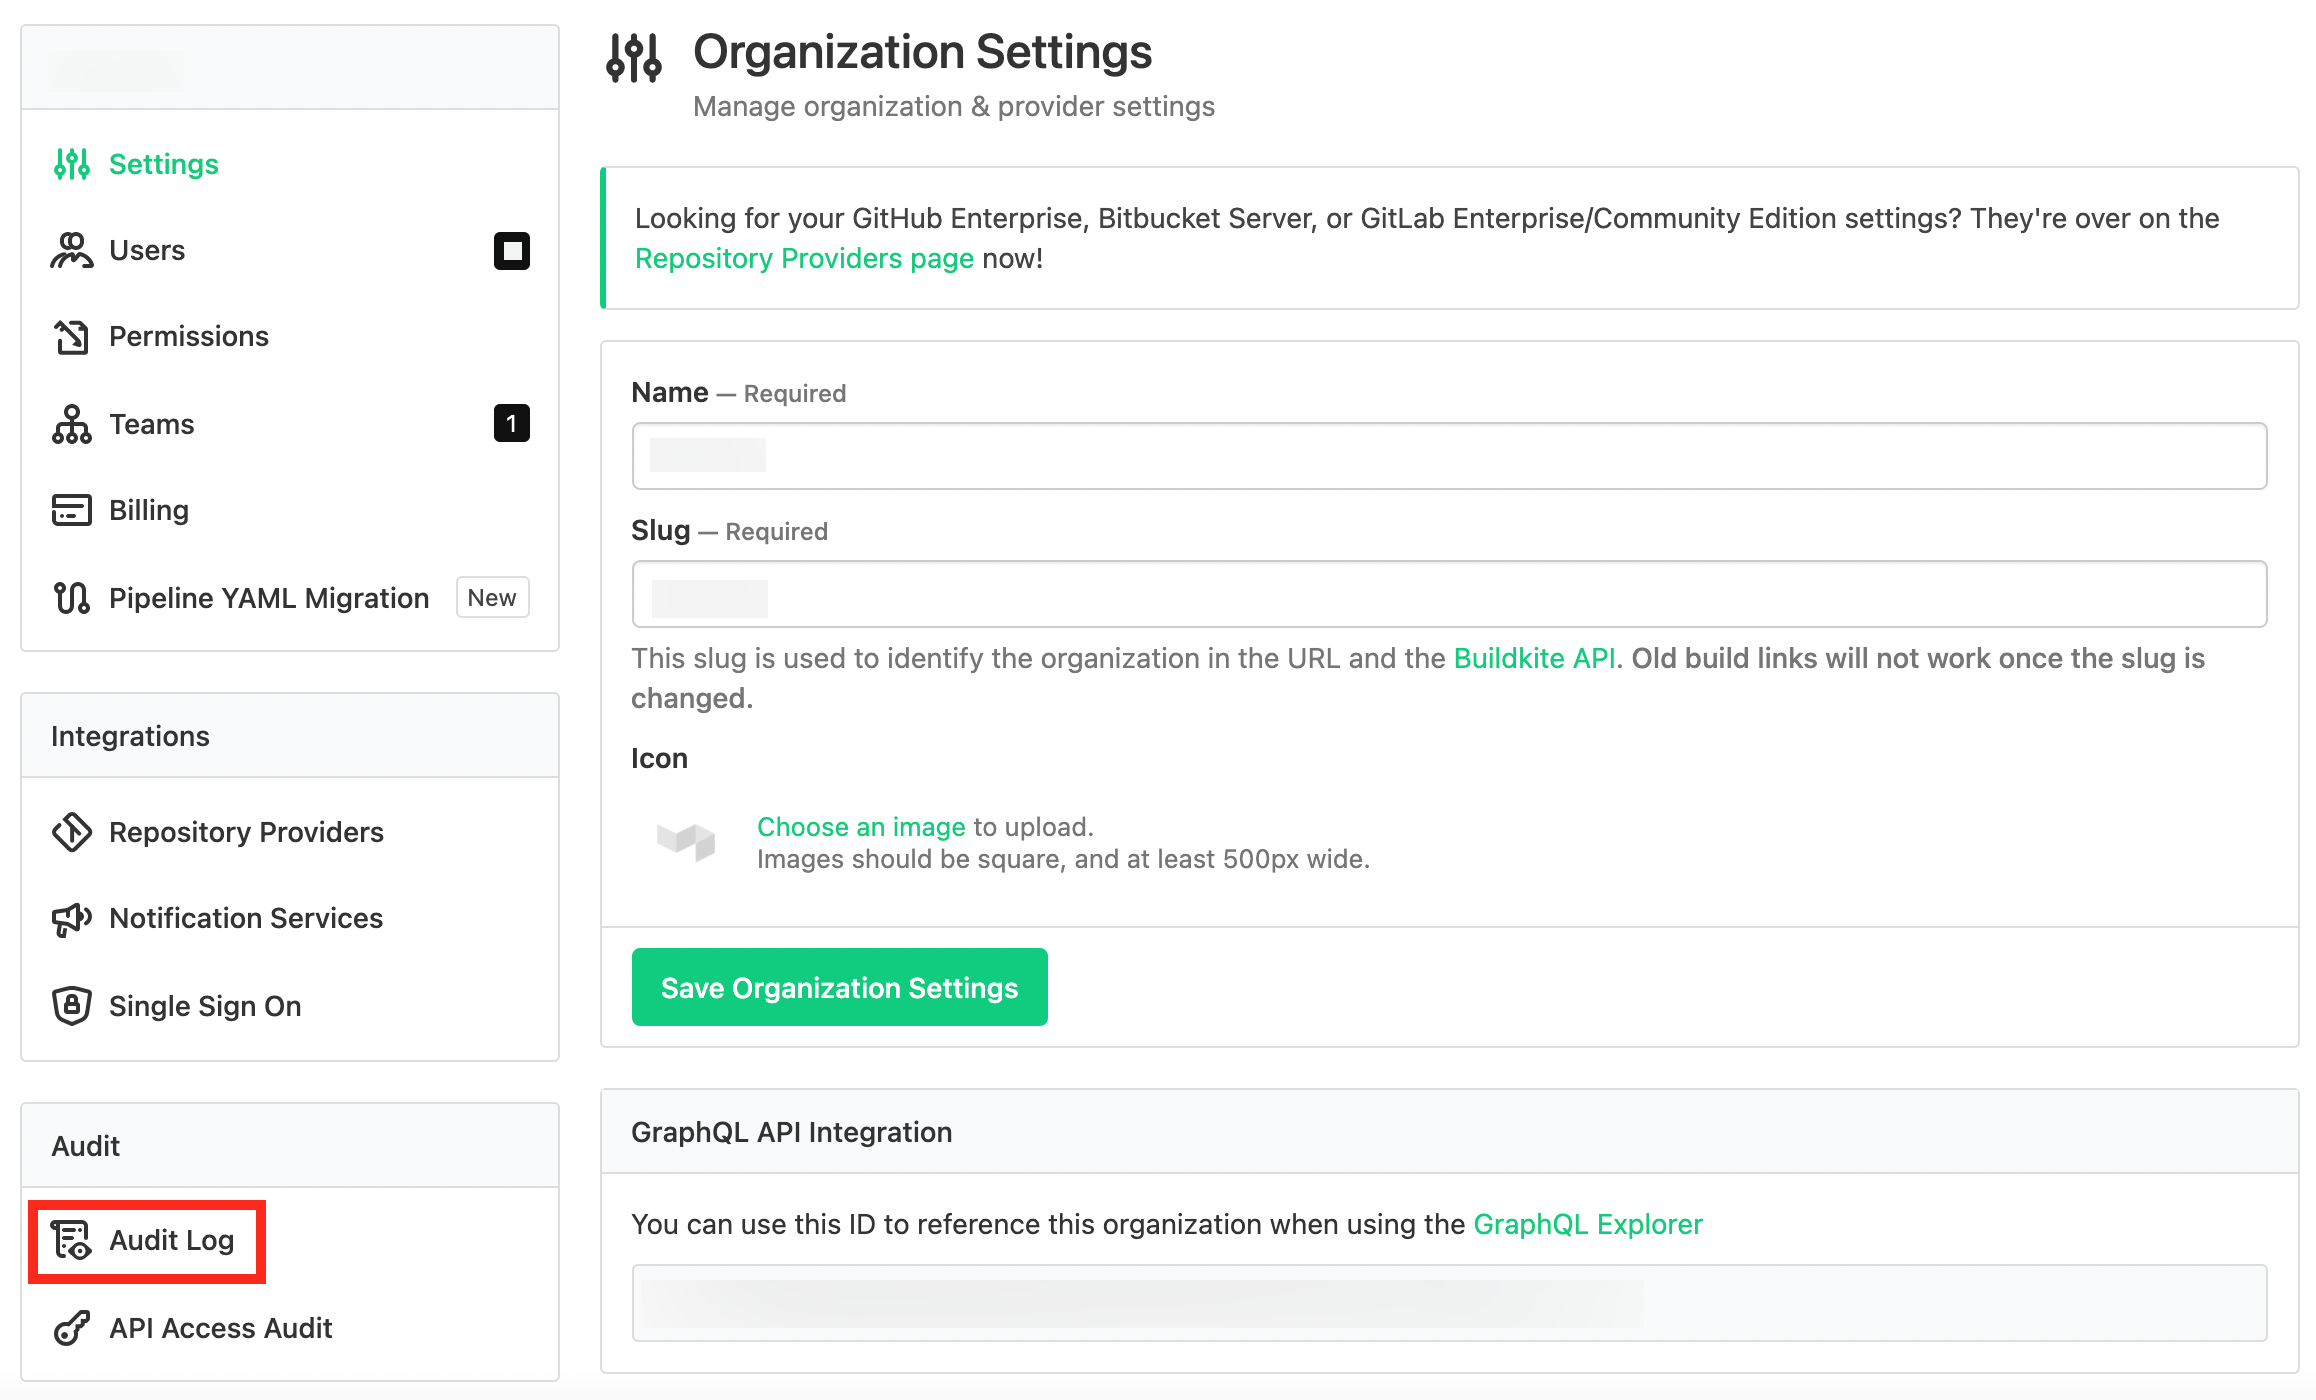 Settings
Users
Permissions
Teams
1
Billing
Pipeline YAML Migration
New
Integrations
Repository Providers
Notification Services
Single Sign On
Audit
Audit Log
API Access Audit
Organization Settings
Manage organization & provider settings
Looking for your GitHub Enterprise, Bitbucket Server, or GitLab Enterprise/Community Edition settings? They're over on the
Repository Providers page now!
Name — Required
Slug — Required
This slug is used to identify the organization in the URL and the Buildkite API. Old build links will not work once the slug is
changed.
Icon
Choose an image to upload.
Images should be square, and at least 500px wide.
Save Organization Settings
GraphQL API Integration
You can use this ID to reference this organization when using the GraphQL Explorer